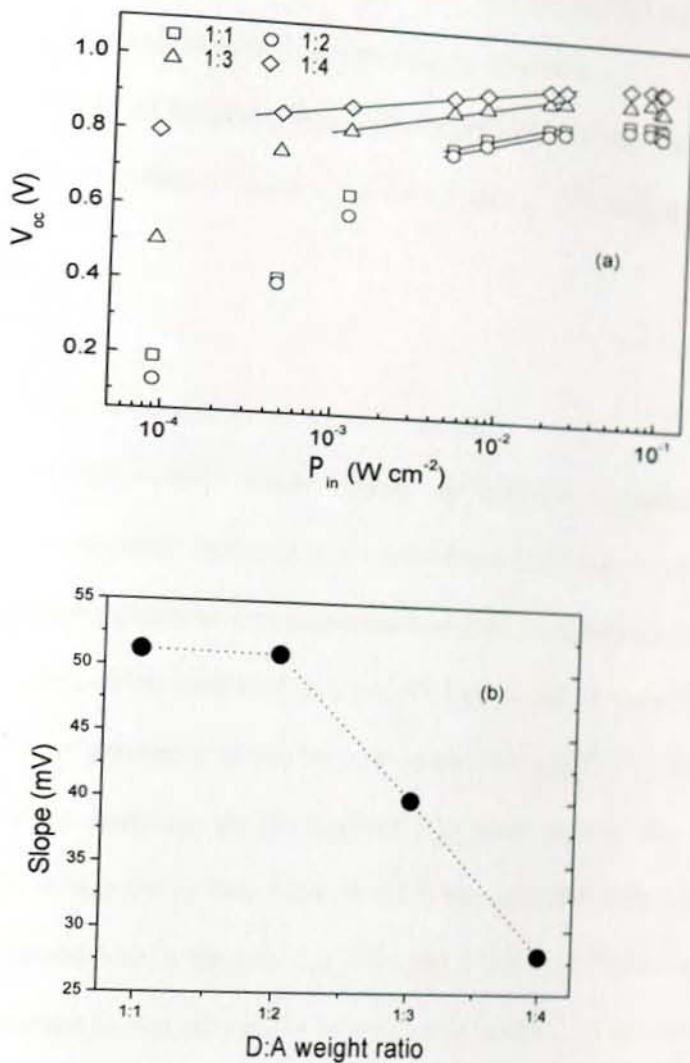 □ 1:1 ○ 1:2
△ 1:3 ◇ 1:4
1.0
0.8
0.6
0.4
0.2
V_oc (V)
(a)
10⁻⁴ 10⁻³ 10⁻² 10⁻¹
P_in (W cm⁻²)
55
50
45
40
35
30
25
Slope (mV)
(b)
1:1 1:2 1:3 1:4
D:A weight ratio